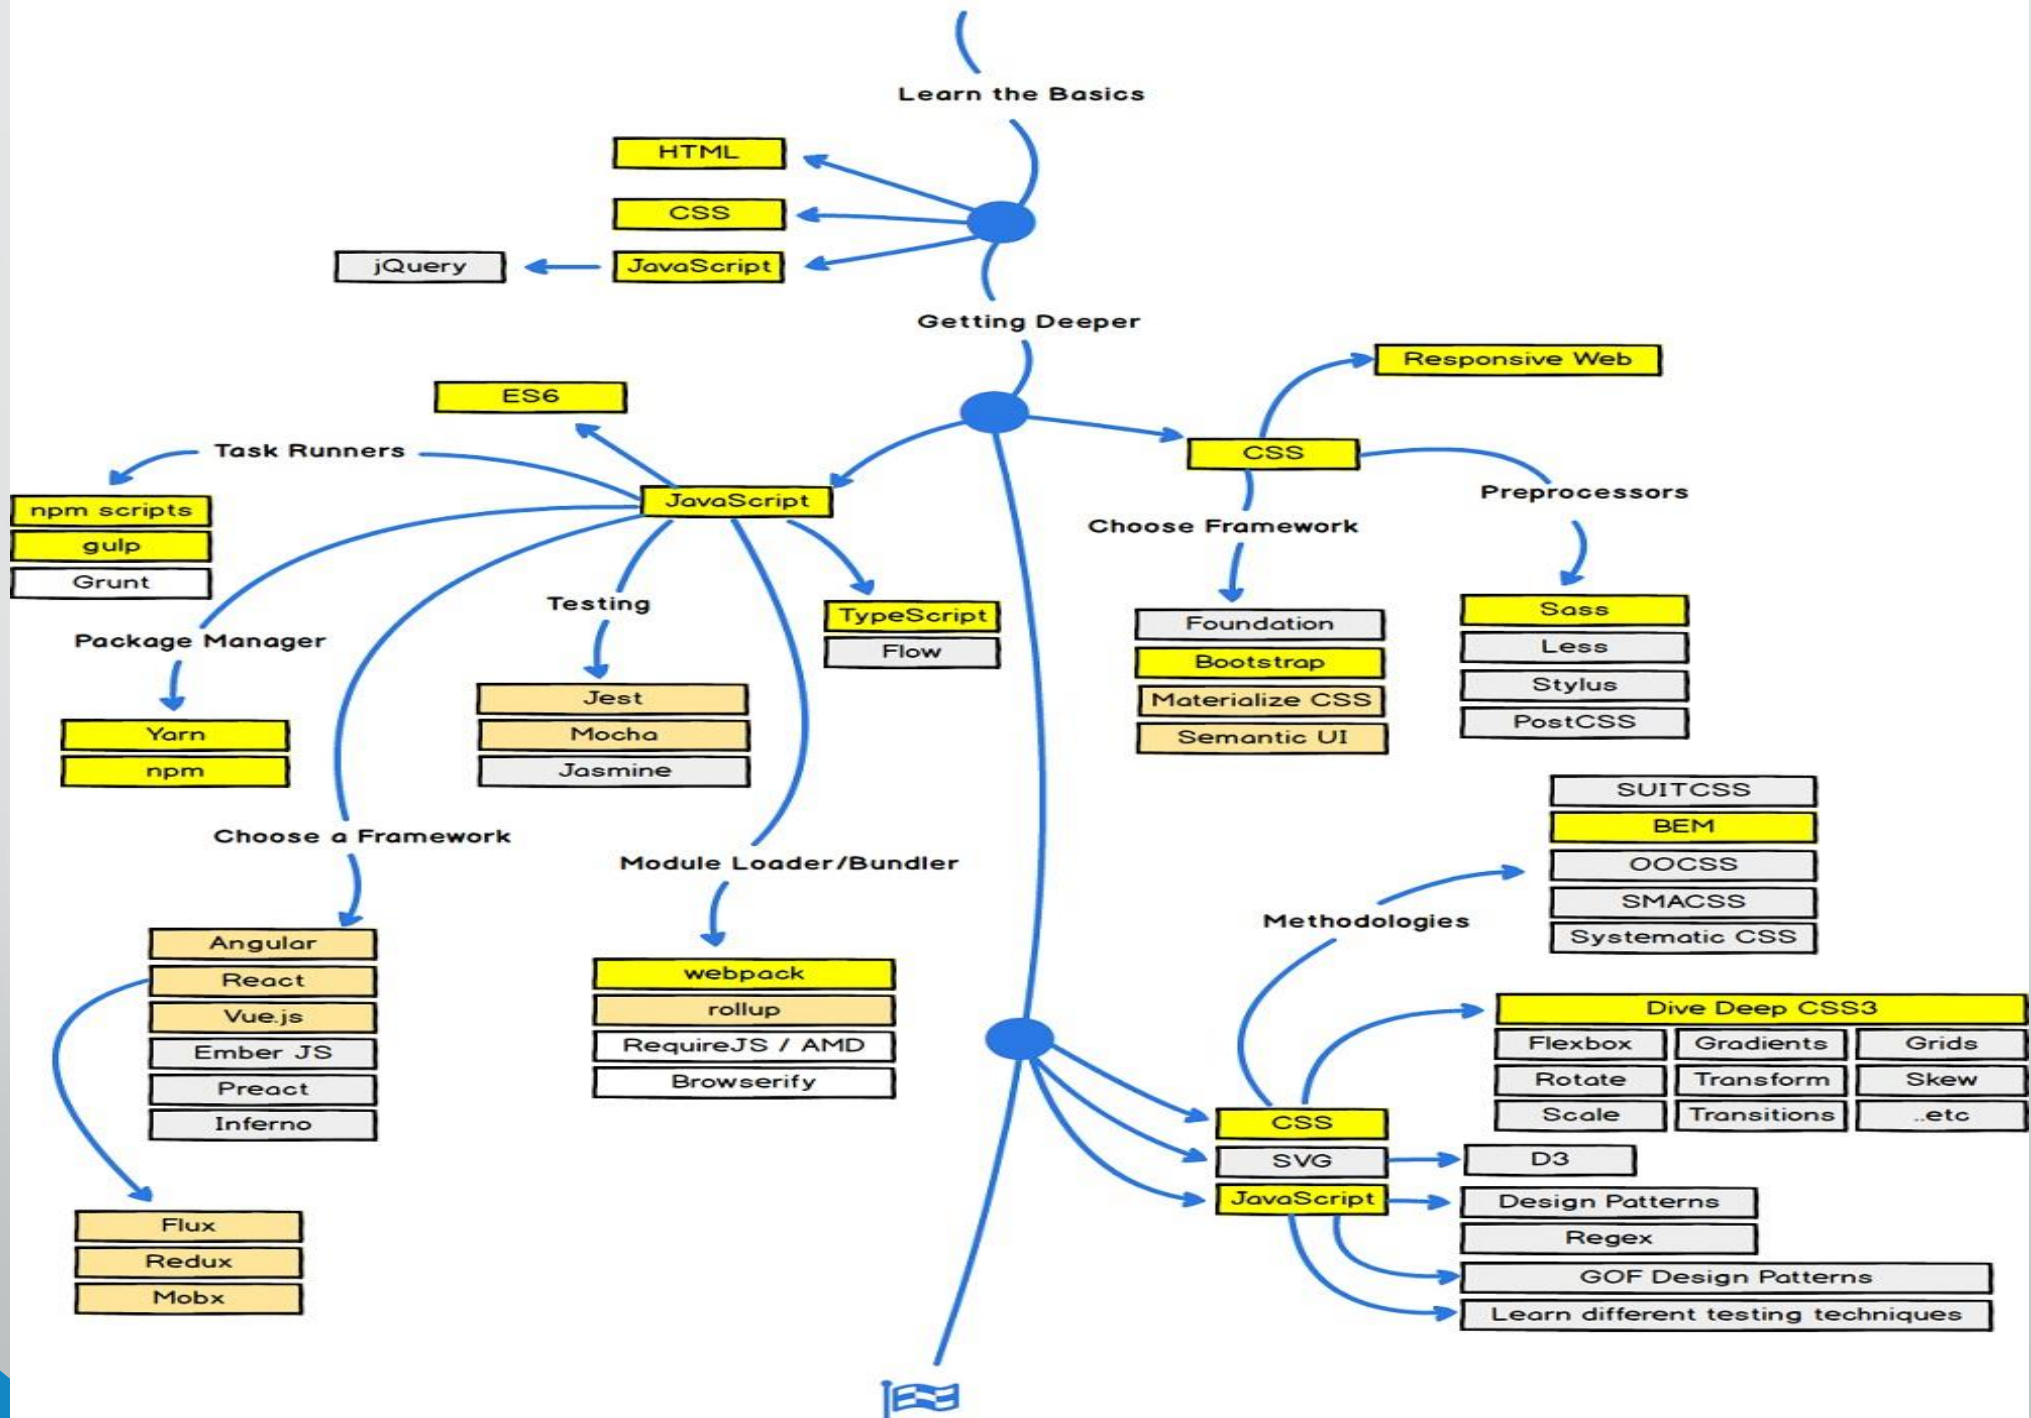 Learn the Basics
HTML
CSS
JavaScript
jQuery
Getting Deeper
Responsive Web
ES6
Task Runners
CSS
Preprocessors
JavaScript
npm scripts
gulp
Grunt
Choose Framework
Testing
TypeScript
Flow
Package Manager
Foundation
Bootstrap
Materialize CSS
Semantic UI
Sass
Less
Stylus
PostCSS
Yarn
npm
Jest
Mocha
Jasmine
Choose a Framework
Module Loader/Bundler
SUITCSS
BEM
OOCSS
SMACSS
Systematic CSS
Methodologies
Angular
React
Vue.js
Ember JS
Preact
Inferno
webpack
rollup
RequireJS / AMD
Browserify
Dive Deep CSS3
Flexbox Gradients Grids
Rotate Transform Skew
Scale Transitions ..etc
CSS
SVG
D3
JavaScript
Design Patterns
Regex
GOF Design Patterns
Learn different testing techniques
Flux
Redux
Mobx